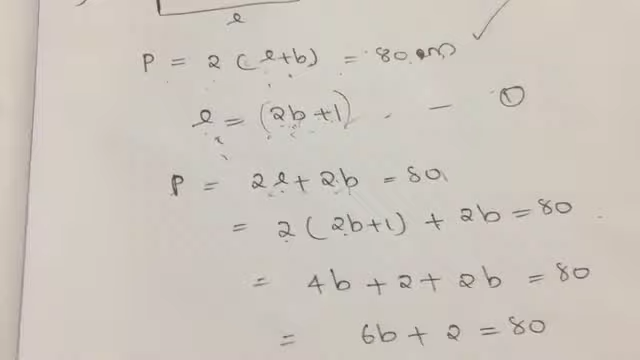 l
P = 2 (l+b) = 80 cm
l = (2b+1) - ①
P = 2l + 2b = 80
= 2 (2b+1) + 2b = 80
= 4b + 2 + 2b = 80
= 6b + 2 = 80